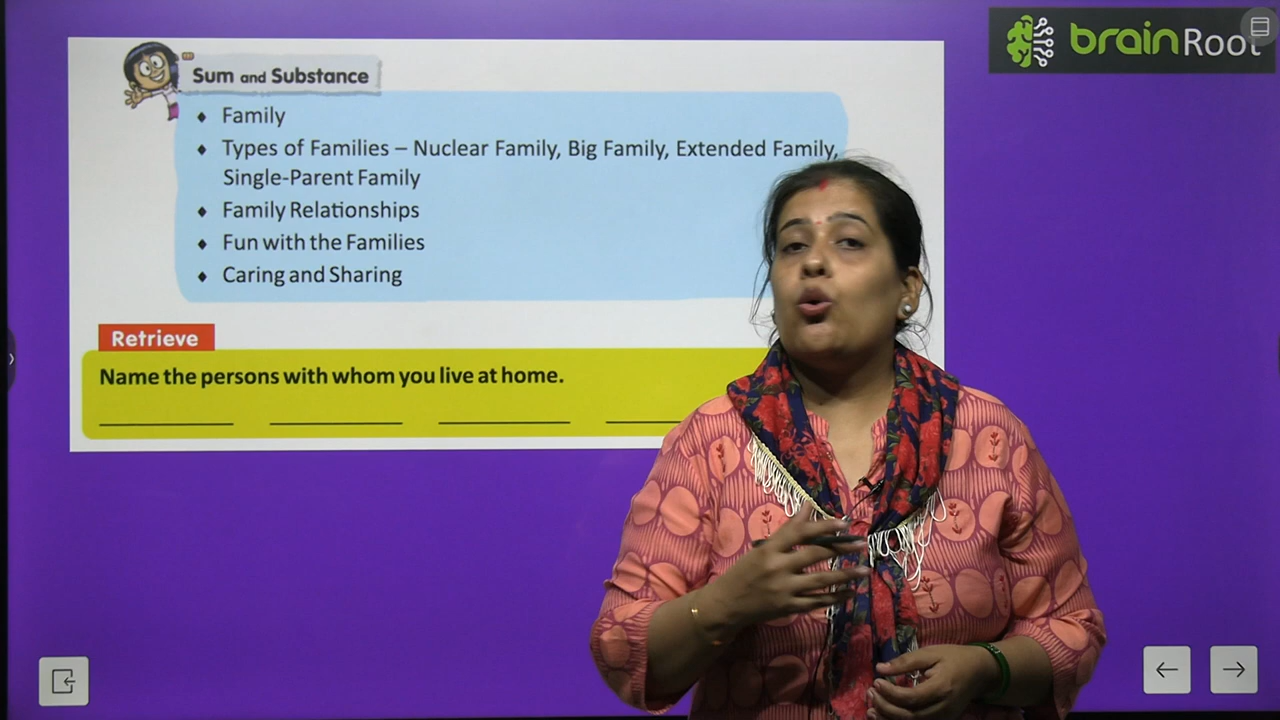 brainRoot
Sum and Substance
♦ Family
♦ Types of Families – Nuclear Family, Big Family, Extended Family,
Single-Parent Family
♦ Family Relationships
♦ Fun with the Families
♦ Caring and Sharing
Retrieve
Name the persons with whom you live at home.